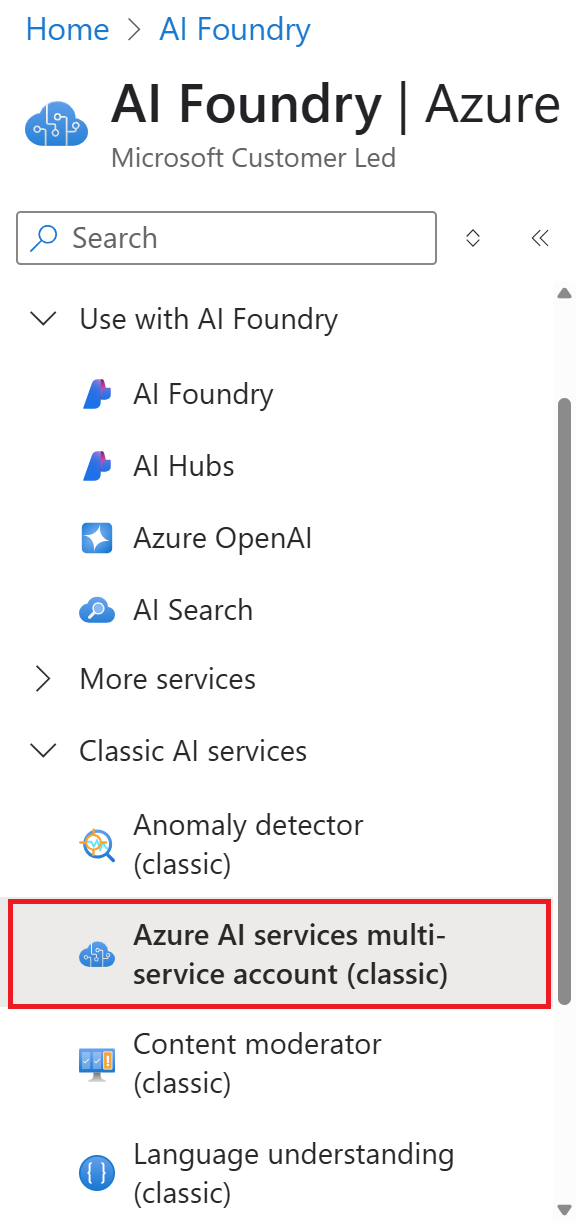 Home > AI Foundry
AI Foundry | Azure
Microsoft Customer Led
Search
Use with AI Foundry
AI Foundry
AI Hubs
Azure OpenAI
AI Search
More services
Classic AI services
Anomaly detector
(classic)
Azure AI services multi-
service account (classic)
Content moderator
(classic)
Language understanding
(classic)